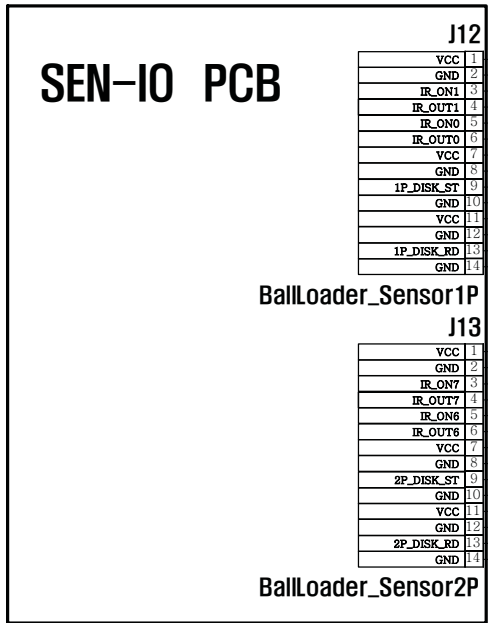 J12
SEN-IO PCB
VCC 1
GND 2
IR_ON1 3
IR_OUT1 4
IR_ON0 5
IR_OUT0 6
VCC 7
GND 8
1P_DISK_ST 9
GND 10
VCC 11
GND 12
1P_DISK_RD 13
GND 14
BallLoader_Sensor1P
J13
VCC 1
GND 2
IR_ON7 3
IR_OUT7 4
IR_ON6 5
IR_OUT6 6
VCC 7
GND 8
2P_DISK_ST 9
GND 10
VCC 11
GND 12
2P_DISK_RD 13
GND 14
BallLoader_Sensor2P